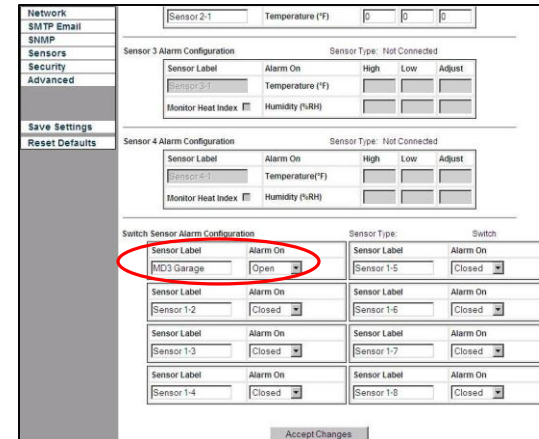 Network
SMTP Email
SNMP
Sensors
Security
Advanced
Save Settings
Reset Defaults
Sensor 2-1 Temperature (°F) 0 0 0
Sensor 3 Alarm Configuration Sensor Type: Not Connected
Sensor Label Alarm On High Low Adjust
Sensor 3-1 Temperature (°F)
Monitor Heat Index Humidity (%RH)
Sensor 4 Alarm Configuration Sensor Type: Not Connected
Sensor Label Alarm On High Low Adjust
Sensor 4-1 Temperature(°F)
Monitor Heat Index Humidity (%RH)
Switch Sensor Alarm Configuration Sensor Type: Switch
Sensor Label Alarm On Sensor Label Alarm On
MD3 Garage Open Sensor 1-5 Closed
Sensor Label Alarm On Sensor Label Alarm On
Sensor 1-2 Closed Sensor 1-6 Closed
Sensor Label Alarm On Sensor Label Alarm On
Sensor 1-3 Closed Sensor 1-7 Closed
Sensor Label Alarm On Sensor Label Alarm On
Sensor 1-4 Closed Sensor 1-8 Closed
Accept Changes